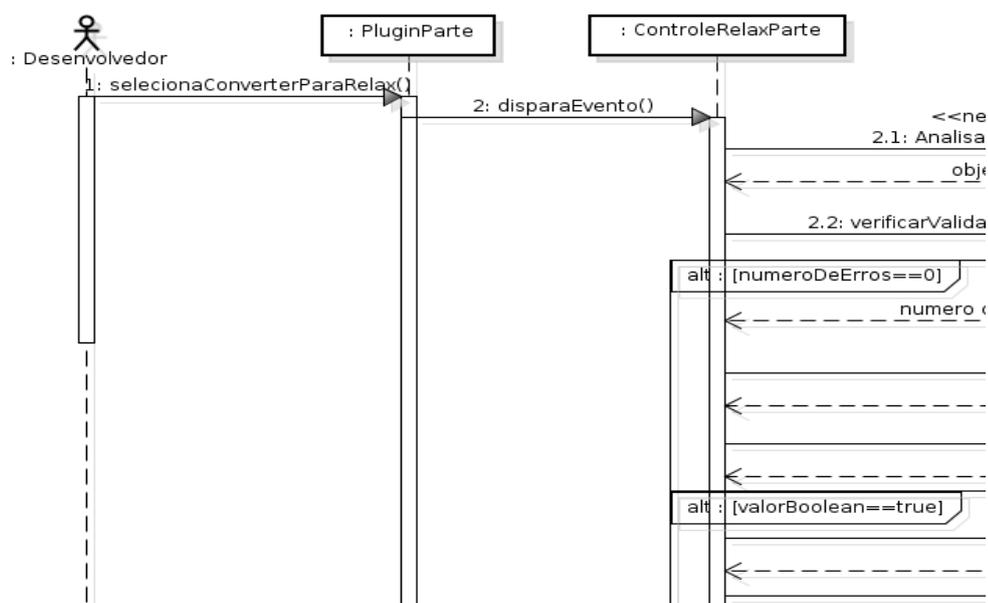 : PluginParte
: ControleRelaxParte
: Desenvolvedor
1: selecionaConverterParaRelax()
2: disparaEvento()
<<ne
2.1: Analisa
obje
2.2: verificarValida
alt : [numeroDeErros==0]
numero
alt : [valorBoolean==true]